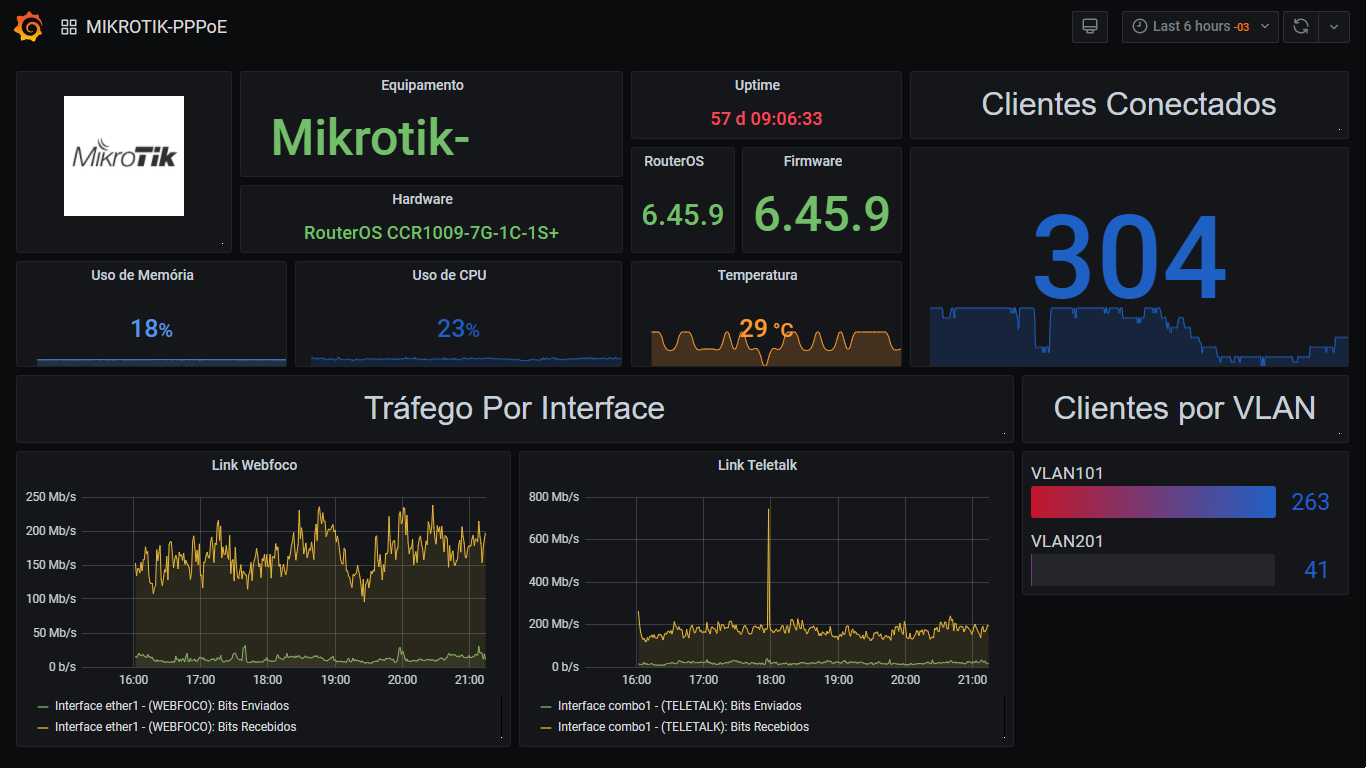 MIKROTIK-PPPoE
Last 6 hours -03
MikroTik
Equipamento
Mikrotik-
Hardware
RouterOS CCR1009-7G-1C-1S+
Uptime
57 d 09:06:33
RouterOS
6.45.9
Firmware
6.45.9
Clientes Conectados
304
Uso de Memória
18%
Uso de CPU
23%
Temperatura
29 °C
Tráfego Por Interface
Clientes por VLAN
Link Webfoco
250 Mb/s
200 Mb/s
150 Mb/s
100 Mb/s
50 Mb/s
0 b/s
16:00 17:00 18:00 19:00 20:00 21:00
Interface ether1 - (WEBFOCO): Bits Enviados
Interface ether1 - (WEBFOCO): Bits Recebidos
Link Teletalk
800 Mb/s
600 Mb/s
400 Mb/s
200 Mb/s
0 b/s
16:00 17:00 18:00 19:00 20:00 21:00
Interface combo1 - (TELETALK): Bits Enviados
Interface combo1 - (TELETALK): Bits Recebidos
VLAN101
263
VLAN201
41